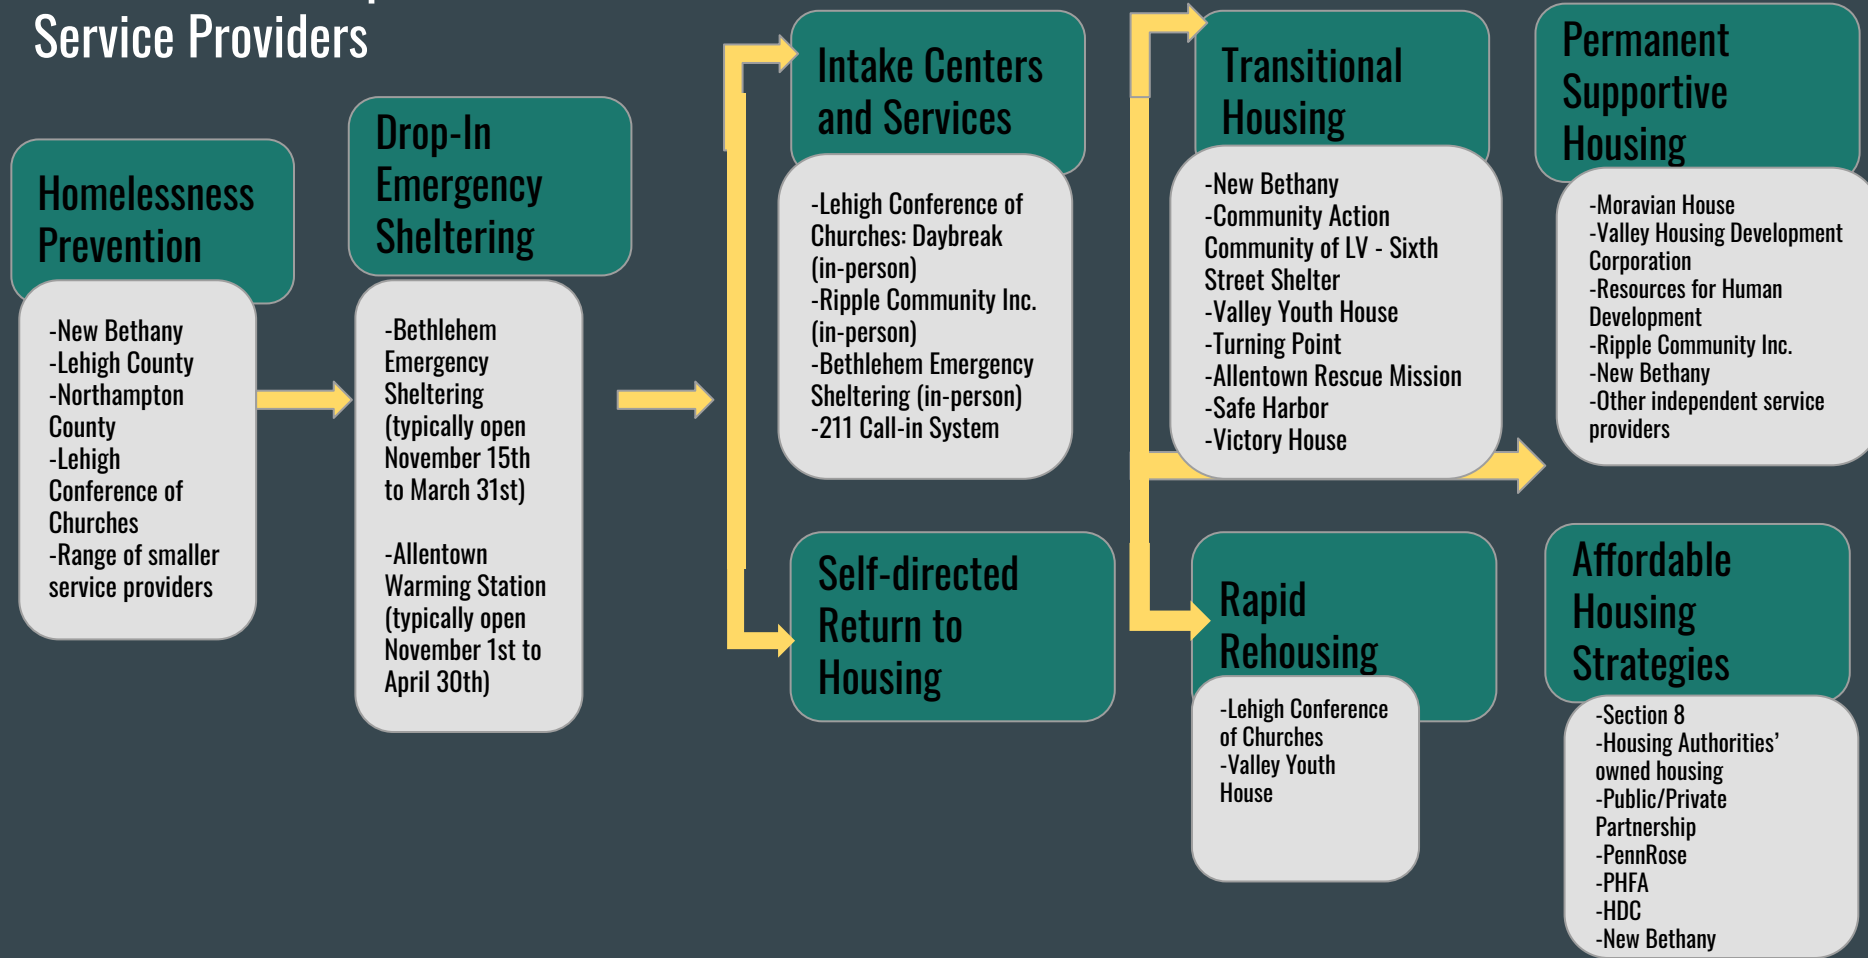 Service Providers
Homelessness
Prevention
-New Bethany
-Lehigh County
-Northampton
County
-Lehigh
Conference of
Churches
-Range of smaller
service providers
Drop-In
Emergency
Sheltering
-Bethlehem
Emergency
Sheltering
(typically open
November 15th
to March 31st)
-Allentown
Warming Station
(typically open
November 1st to
April 30th)
Intake Centers
and Services
-Lehigh Conference of
Churches: Daybreak
(in-person)
-Ripple Community Inc.
(in-person)
-Bethlehem Emergency
Sheltering (in-person)
-211 Call-in System
Self-directed
Return to
Housing
Transitional
Housing
-New Bethany
-Community Action
Community of LV - Sixth
Street Shelter
-Valley Youth House
-Turning Point
-Allentown Rescue Mission
-Safe Harbor
-Victory House
Rapid
Rehousing
-Lehigh Conference
of Churches
-Valley Youth
House
Permanent
Supportive
Housing
-Moravian House
-Valley Housing Development
Corporation
-Resources for Human
Development
-Ripple Community Inc.
-New Bethany
-Other independent service
providers
Affordable
Housing
Strategies
-Section 8
-Housing Authorities’
owned housing
-Public/Private
Partnership
-PennRose
-PHFA
-HDC
-New Bethany